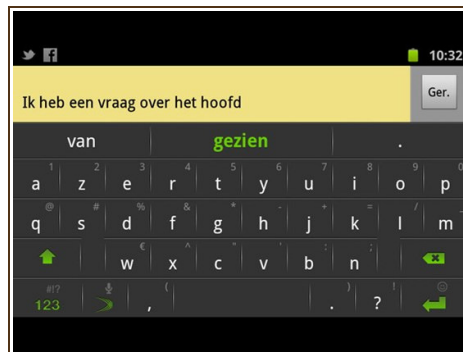 10:32
Ik heb een vraag over het hoofd
Ger.
van gezien .
1 2 3 4 5 6 7 8 9 0
a z e r t y u i o p
@ # % & * - + = ( )
q s d f g h j k l m
€ ^ " ' : ;
w x c v b n
#!? ( ) !
123 , . ?